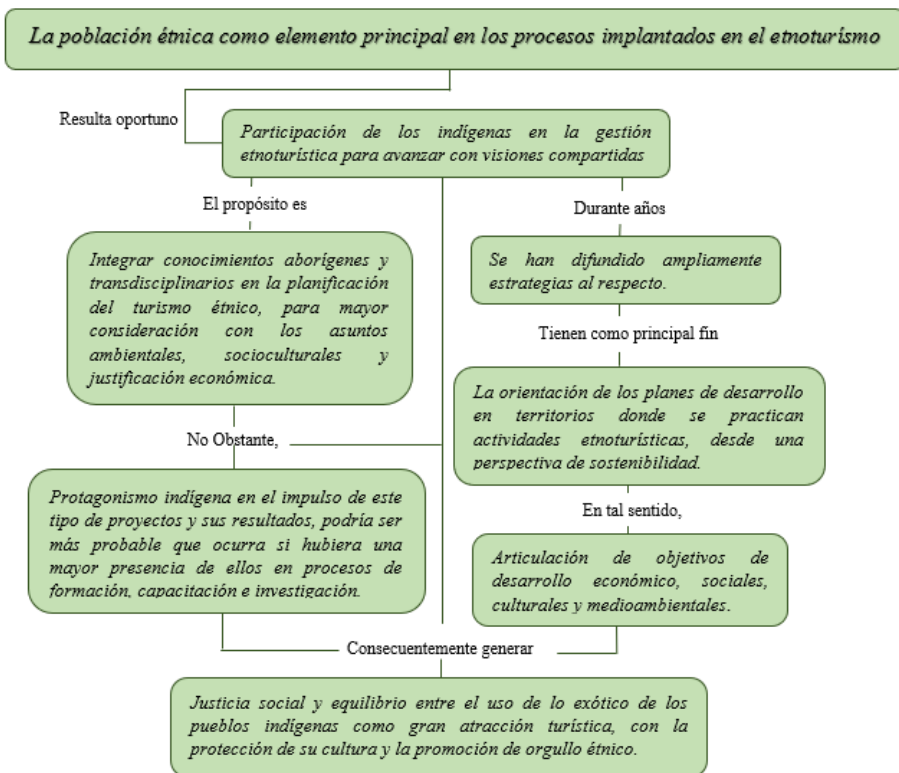 La población étnica como elemento principal en los procesos implantados en el etnoturísmo
Resulta oportuno
Participación de los indígenas en la gestión
etnoturística para avanzar con visiones compartidas
El propósito es
Integrar conocimientos aborígenes y
transdisciplinarios en la planificación
del turismo étnico, para mayor
consideración con los asuntos
ambientales, socioculturales y
justificación económica.
No Obstante,
Protagonismo indígena en el impulso de este
tipo de proyectos y sus resultados, podría ser
más probable que ocurra si hubiera una
mayor presencia de ellos en procesos de
formación, capacitación e investigación.
Durante años
Se han difundido ampliamente
estrategias al respecto.
Tienen como principal fín
La orientación de los planes de desarrollo
en territorios donde se practican
actividades etnoturísticas, desde una
perspectiva de sostenibilidad.
En tal sentido,
Articulación de objetivos de
desarrollo económico, sociales,
culturales y medioambientales.
Consecuentemente generar
Justicia social y equilibrio entre el uso de lo exótico de los
pueblos indígenas como gran atracción turística, con la
protección de su cultura y la promoción de orgullo étnico.